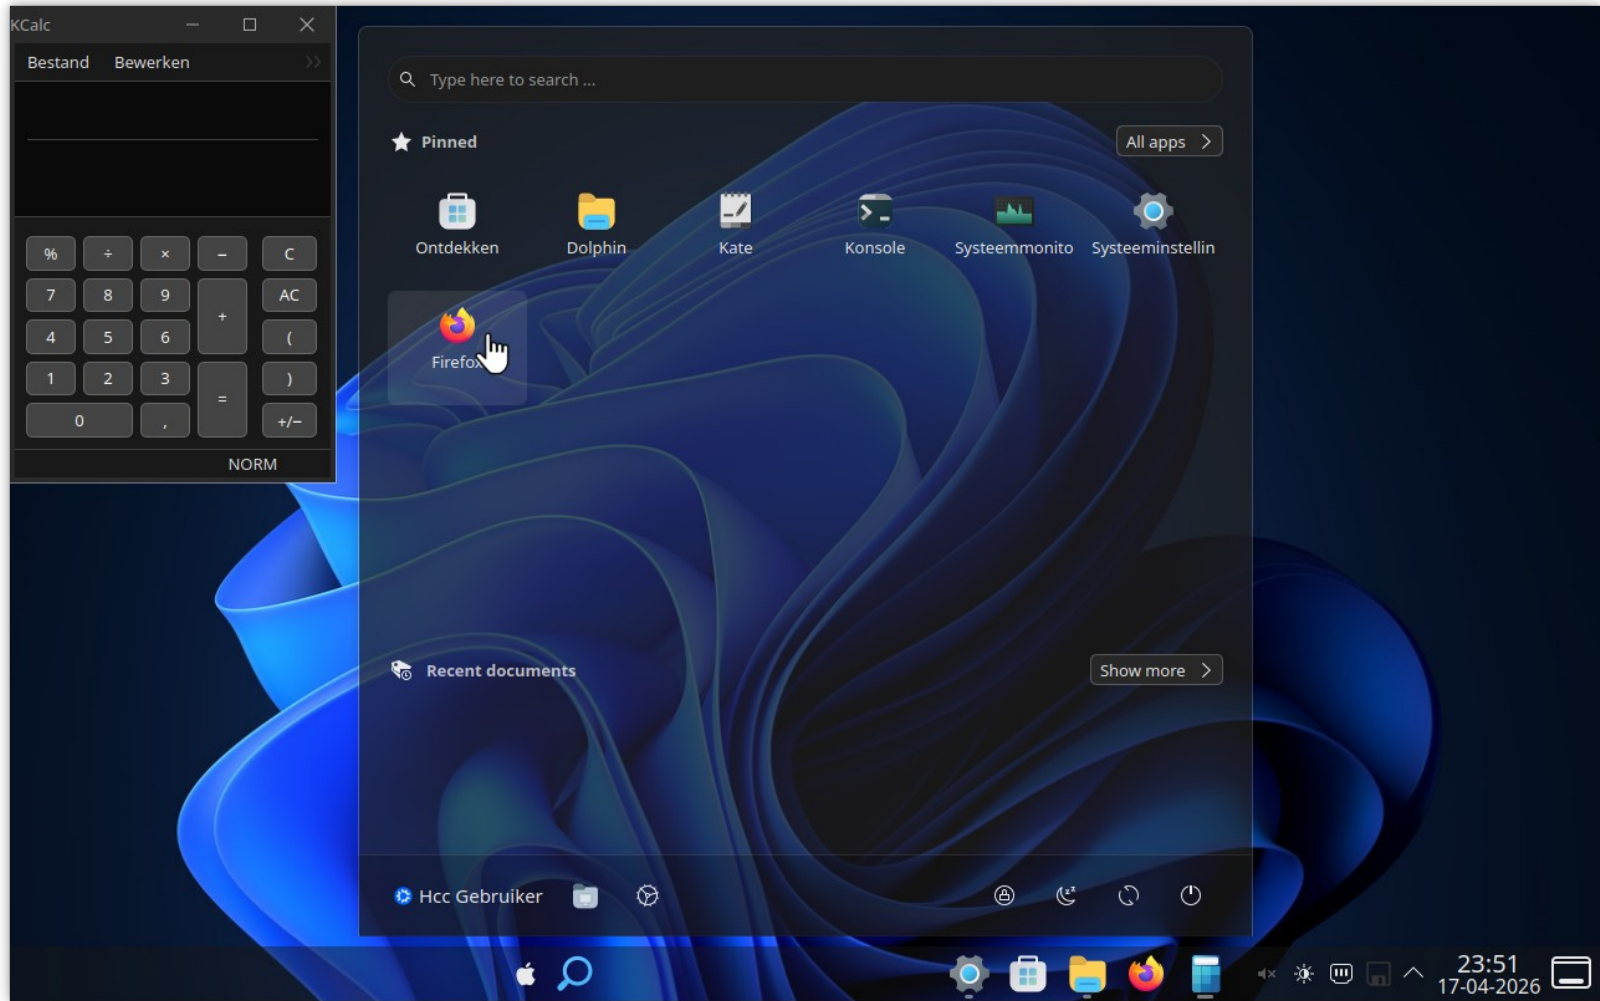 KCalc
Bestand Bewerken
% ÷ × − C
7 8 9 + AC
4 5 6 (
1 2 3 = )
0 , +/−
NORM
Type here to search ...
Pinned
All apps
Ontdekken Dolphin Kate Konsole Systeemmonito Systeeminstellin
Firefox
Recent documents
Show more
Hcc Gebruiker
23:51
17-04-2026